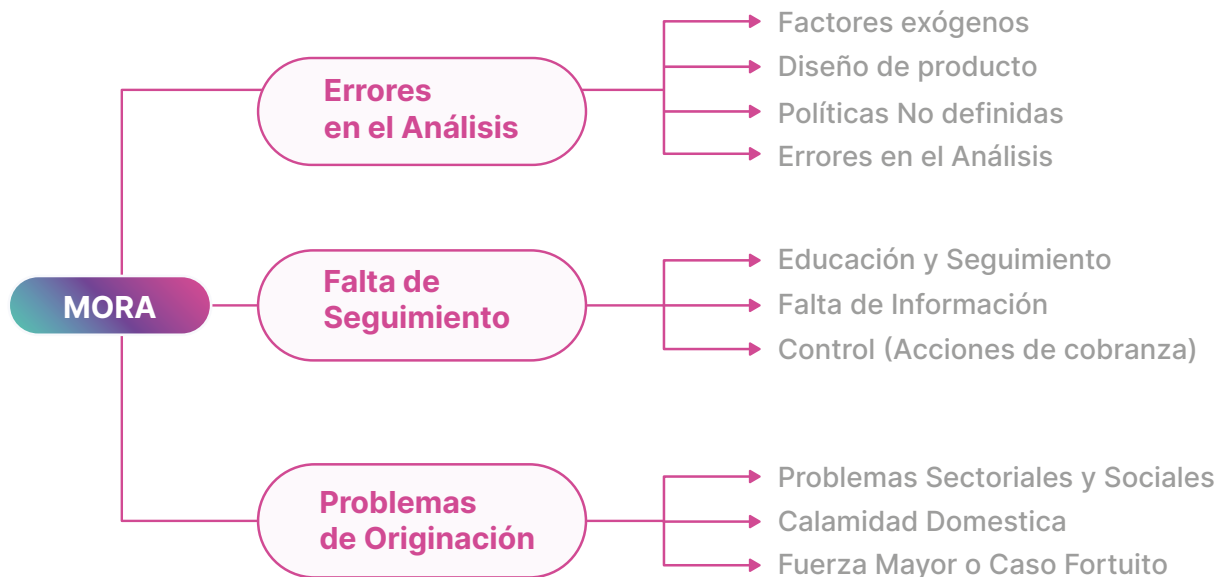 MORA
Errores
en el Análisis
Factores exógenos
Diseño de producto
Políticas No definidas
Errores en el Análisis
Falta de
Seguimiento
Educación y Seguimiento
Falta de Información
Control (Acciones de cobranza)
Problemas
de Originación
Problemas Sectoriales y Sociales
Calamidad Domestica
Fuerza Mayor o Caso Fortuito